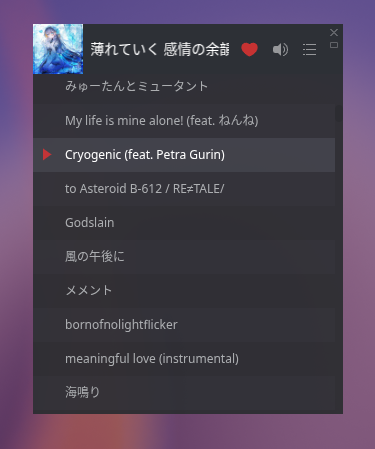 薄れていく 感情の余韻
みゅーたんとミュータント
My life is mine alone! (feat. ねんね)
Cryogenic (feat. Petra Gurin)
to Asteroid B-612 / RE≠TALE/
Godslain
風の午後に
メメント
bornofnolightflicker
meaningful love (instrumental)
海鳴り